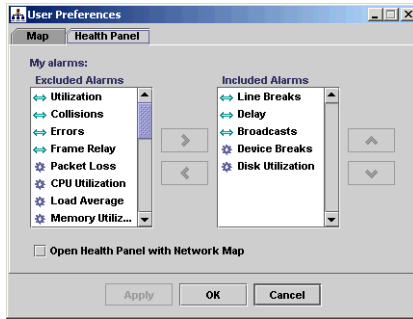 User Preferences
Map Health Panel
My alarms:
Excluded Alarms
Utilization
Collisions
Errors
Frame Relay
Packet Loss
CPU Utilization
Load Average
Memory Utiliz...
Included Alarms
Line Breaks
Delay
Broadcasts
Device Breaks
Disk Utilization
Open Health Panel with Network Map
Apply OK Cancel